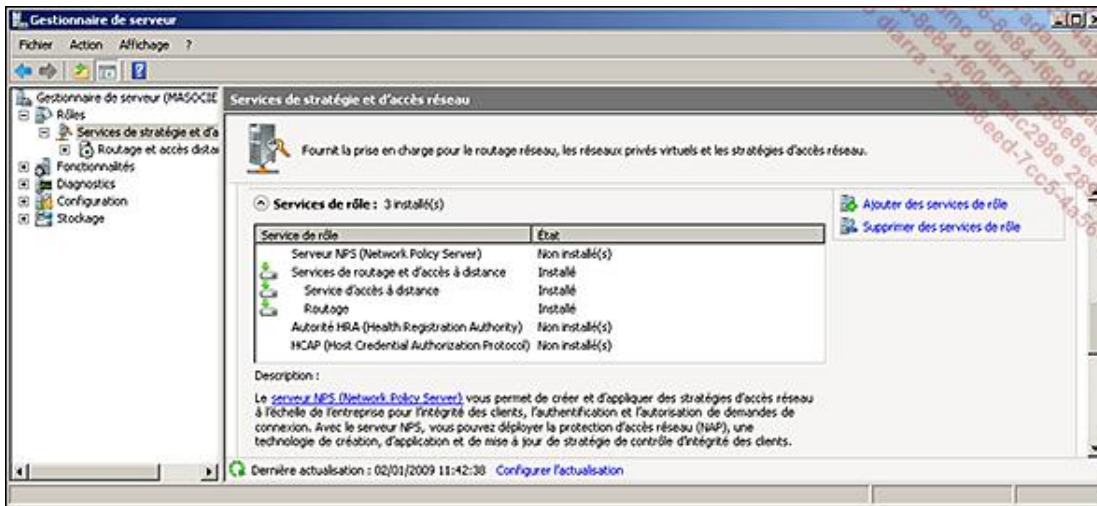 Gestionnaire de serveur
Fichier Action Affichage ?
Gestionnaire de serveur (MASOCIE
Rôles
Services de stratégie et d'a
Routage et accès distar
Fonctionnalités
Diagnostics
Configuration
Stockage
Services de stratégie et d'accès réseau
Fournit la prise en charge pour le routage réseau, les réseaux privés virtuels et les stratégies d'accès réseau.
Services de rôle : 3 installé(s)
Service de rôle État
Serveur NPS (Network Policy Server) Non installé(s)
Services de routage et d'accès à distance Installé
Service d'accès à distance Installé
Routage Installé
Autorité HRA (Health Registration Authority) Non installé(s)
HCAP (Host Credential Authorization Protocol) Non installé(s)
Ajouter des services de rôle
Supprimer des services de rôle
Description :
Le serveur NPS (Network Policy Server) vous permet de créer et d'appliquer des stratégies d'accès réseau
à l'échelle de l'entreprise pour l'intégrité des clients, l'authentification et l'autorisation de demandes de
connexion. Avec le serveur NPS, vous pouvez déployer la protection d'accès réseau (NAP), une
technologie de création, d'application et de mise à jour de stratégie de contrôle d'intégrité des clients.
Dernière actualisation : 02/01/2009 11:42:38 Configurer l'actualisation